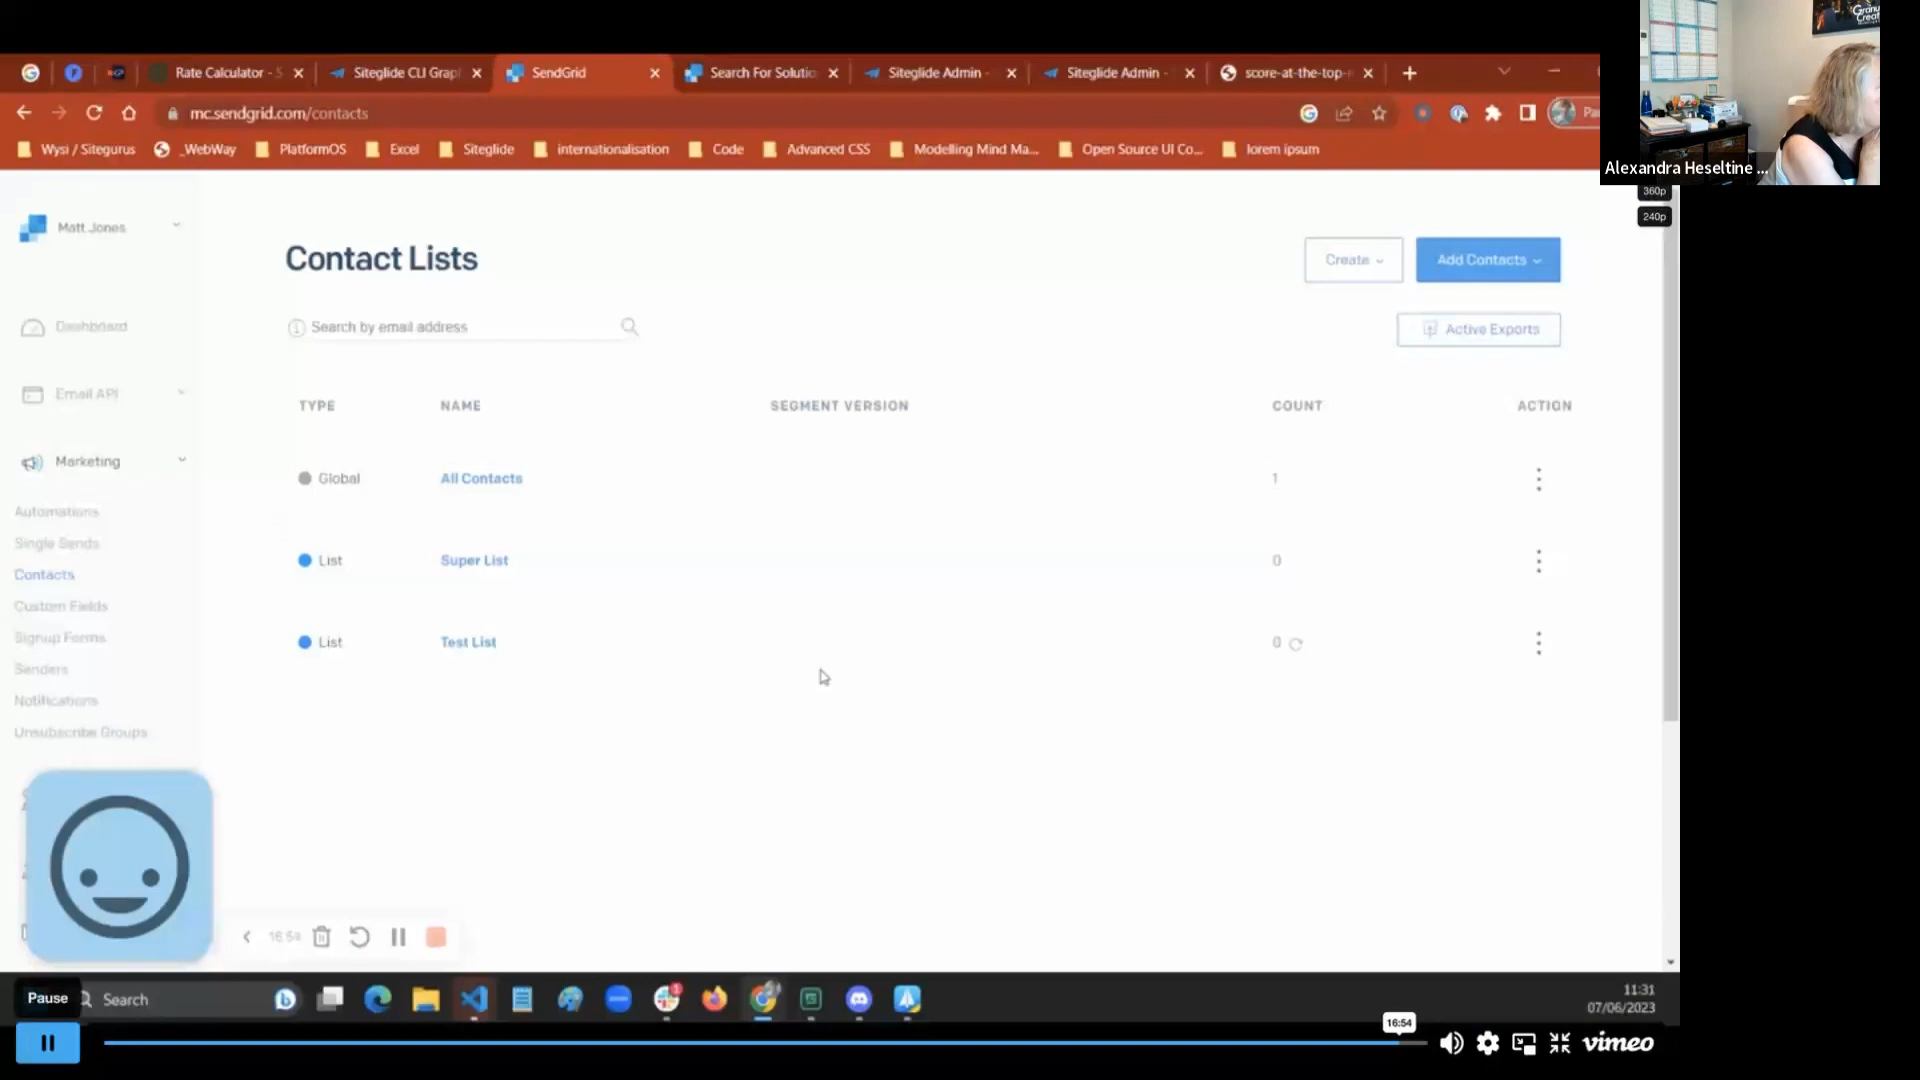 Rate Calculator - S
Siteglide CLI Grap
SendGrid
Search For Solutio
Siteglide Admin -
Siteglide Admin -
score-at-the-top-
mc.sendgrid.com/contacts
Wysi / Sitegurus
_WebWay
PlatformOS
Excel
Siteglide
internationalisation
Code
Advanced CSS
Modelling Mind Ma...
Open Source UI Co...
lorem ipsum
Alexandra Heseltine ...
360p
240p
Matt Jones
Dashboard
Email API
Marketing
Automations
Single Sends
Contacts
Custom Fields
Signup Forms
Senders
Notifications
Unsubscribe Groups
Contact Lists
Create
Add Contacts
Search by email address
Active Exports
TYPE NAME SEGMENT VERSION COUNT ACTION
Global All Contacts 1
List Super List 0
List Test List 0
16:54
Pause
Search
11:31
07/06/2023
16:54
vimeo